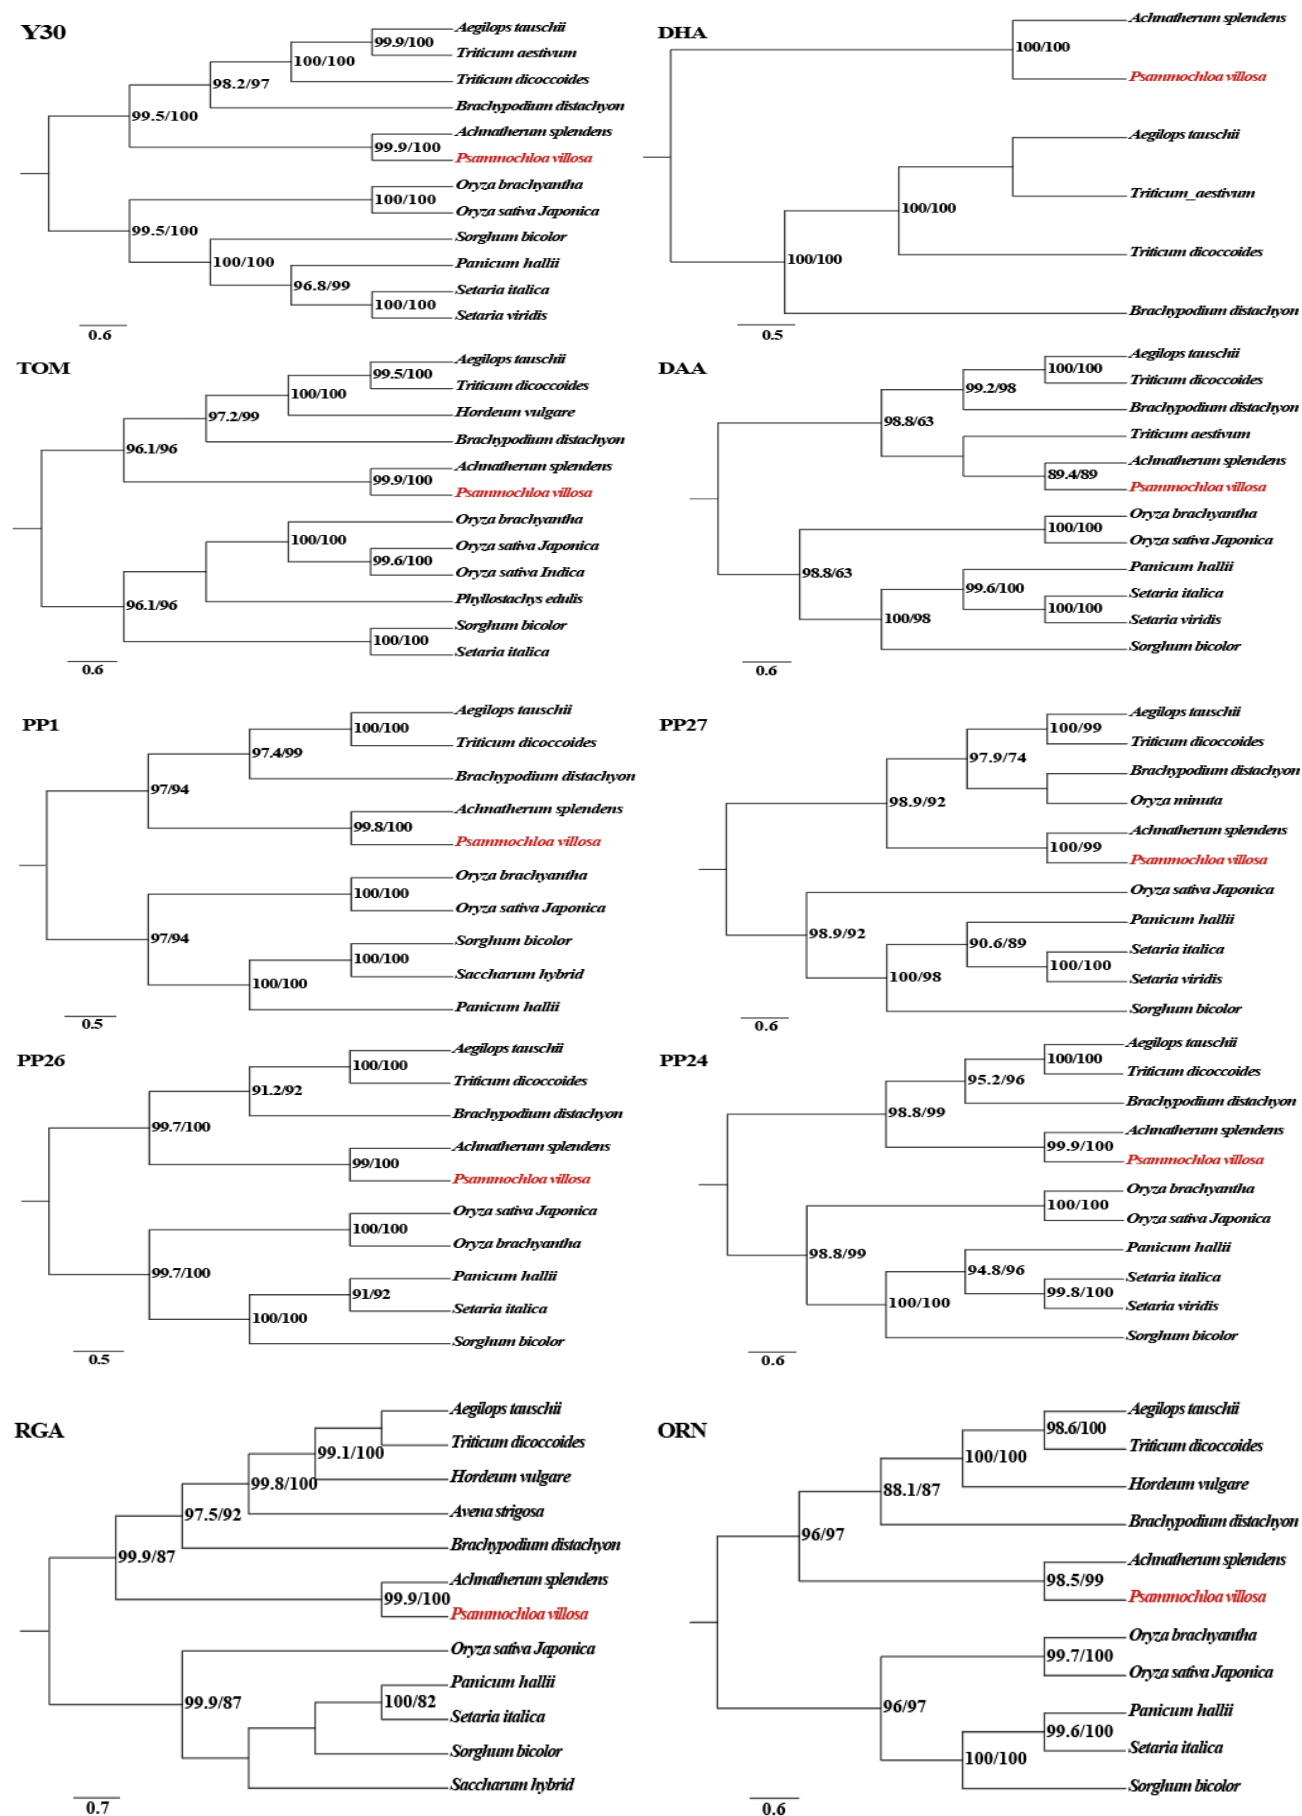 Y30
Aegilops tauschii
99.9/100
Triticum aestivum
100/100
Triticum dicoccoides
98.2/97
Brachypodium distachyon
99.5/100
Achnatherum splendens
99.9/100
Psammochloa villosa
Oryza brachyantha
100/100
Oryza sativa Japonica
99.5/100
Sorghum bicolor
100/100
Panicum hallii
96.8/99
Setaria italica
100/100
Setaria viridis
0.6
DHA
Achnatherum splendens
100/100
Psammochloa villosa
Aegilops tauschii
Triticum_aestivum
100/100
Triticum dicoccoides
100/100
Brachypodium distachyon
0.5
TOM
Aegilops tauschii
99.5/100
Triticum dicoccoides
100/100
Hordeum vulgare
97.2/99
Brachypodium distachyon
96.1/96
Achnatherum splendens
99.9/100
Psammochloa villosa
Oryza brachyantha
100/100
Oryza sativa Japonica
99.6/100
Oryza sativa Indica
Phyllostachys edulis
96.1/96
Sorghum bicolor
100/100
Setaria italica
0.6
DAA
Aegilops tauschii
100/100
Triticum dicoccoides
99.2/98
Brachypodium distachyon
98.8/63
Triticum aestivum
Achnatherum splendens
89.4/89
Psammochloa villosa
Oryza brachyantha
100/100
Oryza sativa Japonica
98.8/63
Panicum hallii
99.6/100
Setaria italica
100/100
Setaria viridis
100/98
Sorghum bicolor
0.6
PP1
Aegilops tauschii
100/100
Triticum dicoccoides
97.4/99
Brachypodium distachyon
97/94
Achnatherum splendens
99.8/100
Psammochloa villosa
Oryza brachyantha
100/100
Oryza sativa Japonica
97/94
Sorghum bicolor
100/100
Saccharum hybrid
100/100
Panicum hallii
0.5
PP27
Aegilops tauschii
100/99
Triticum dicoccoides
97.9/74
Brachypodium distachyon
Oryza minuta
98.9/92
Achnatherum splendens
100/99
Psammochloa villosa
Oryza sativa Japonica
98.9/92
Panicum hallii
90.6/89
Setaria italica
100/100
Setaria viridis
100/98
Sorghum bicolor
0.6
PP26
Aegilops tauschii
100/100
Triticum dicoccoides
91.2/92
Brachypodium distachyon
99.7/100
Achnatherum splendens
99/100
Psammochloa villosa
Oryza sativa Japonica
100/100
Oryza brachyantha
99.7/100
Panicum hallii
91/92
Setaria italica
100/100
Sorghum bicolor
0.5
PP24
Aegilops tauschii
100/100
Triticum dicoccoides
95.2/96
Brachypodium distachyon
98.8/99
Achnatherum splendens
99.9/100
Psammochloa villosa
Oryza brachyantha
100/100
Oryza sativa Japonica
98.8/99
Panicum hallii
94.8/96
Setaria italica
99.8/100
Setaria viridis
100/100
Sorghum bicolor
0.6
RGA
Aegilops tauschii
Triticum dicoccoides
99.1/100
Hordeum vulgare
99.8/100
Avena strigosa
97.5/92
Brachypodium distachyon
99.9/87
Achnatherum splendens
99.9/100
Psammochloa villosa
Oryza sativa Japonica
99.9/87
Panicum hallii
100/82
Setaria italica
Sorghum bicolor
Saccharum hybrid
0.7
ORN
Aegilops tauschii
98.6/100
Triticum dicoccoides
100/100
Hordeum vulgare
88.1/87
Brachypodium distachyon
96/97
Achnatherum splendens
98.5/99
Psammochloa villosa
Oryza brachyantha
99.7/100
Oryza sativa Japonica
96/97
Panicum hallii
99.6/100
Setaria italica
100/100
Sorghum bicolor
0.6